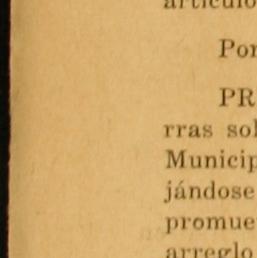 artículo
Por
PR
rras sol
Municip
jándose
promue
arreglo